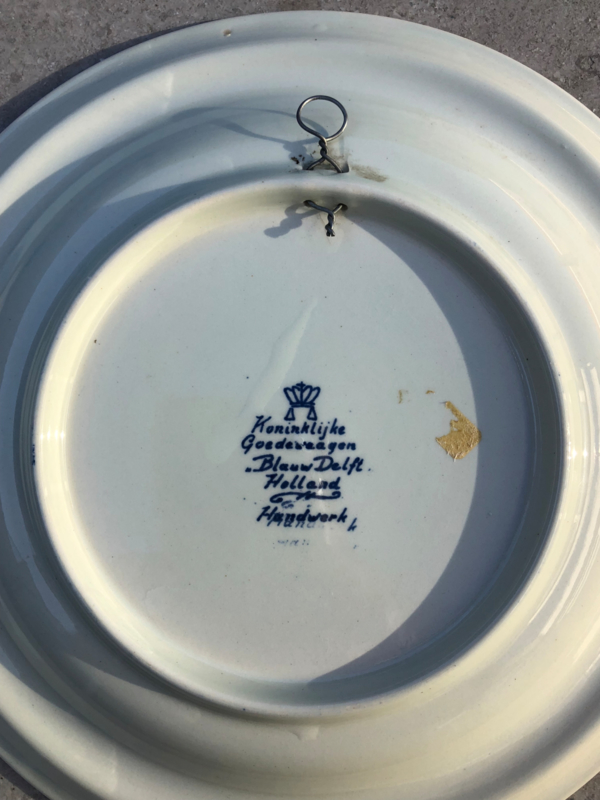 Koninklijke
Goedewaagen
„Blauw Delft.
Holland
Handwerk